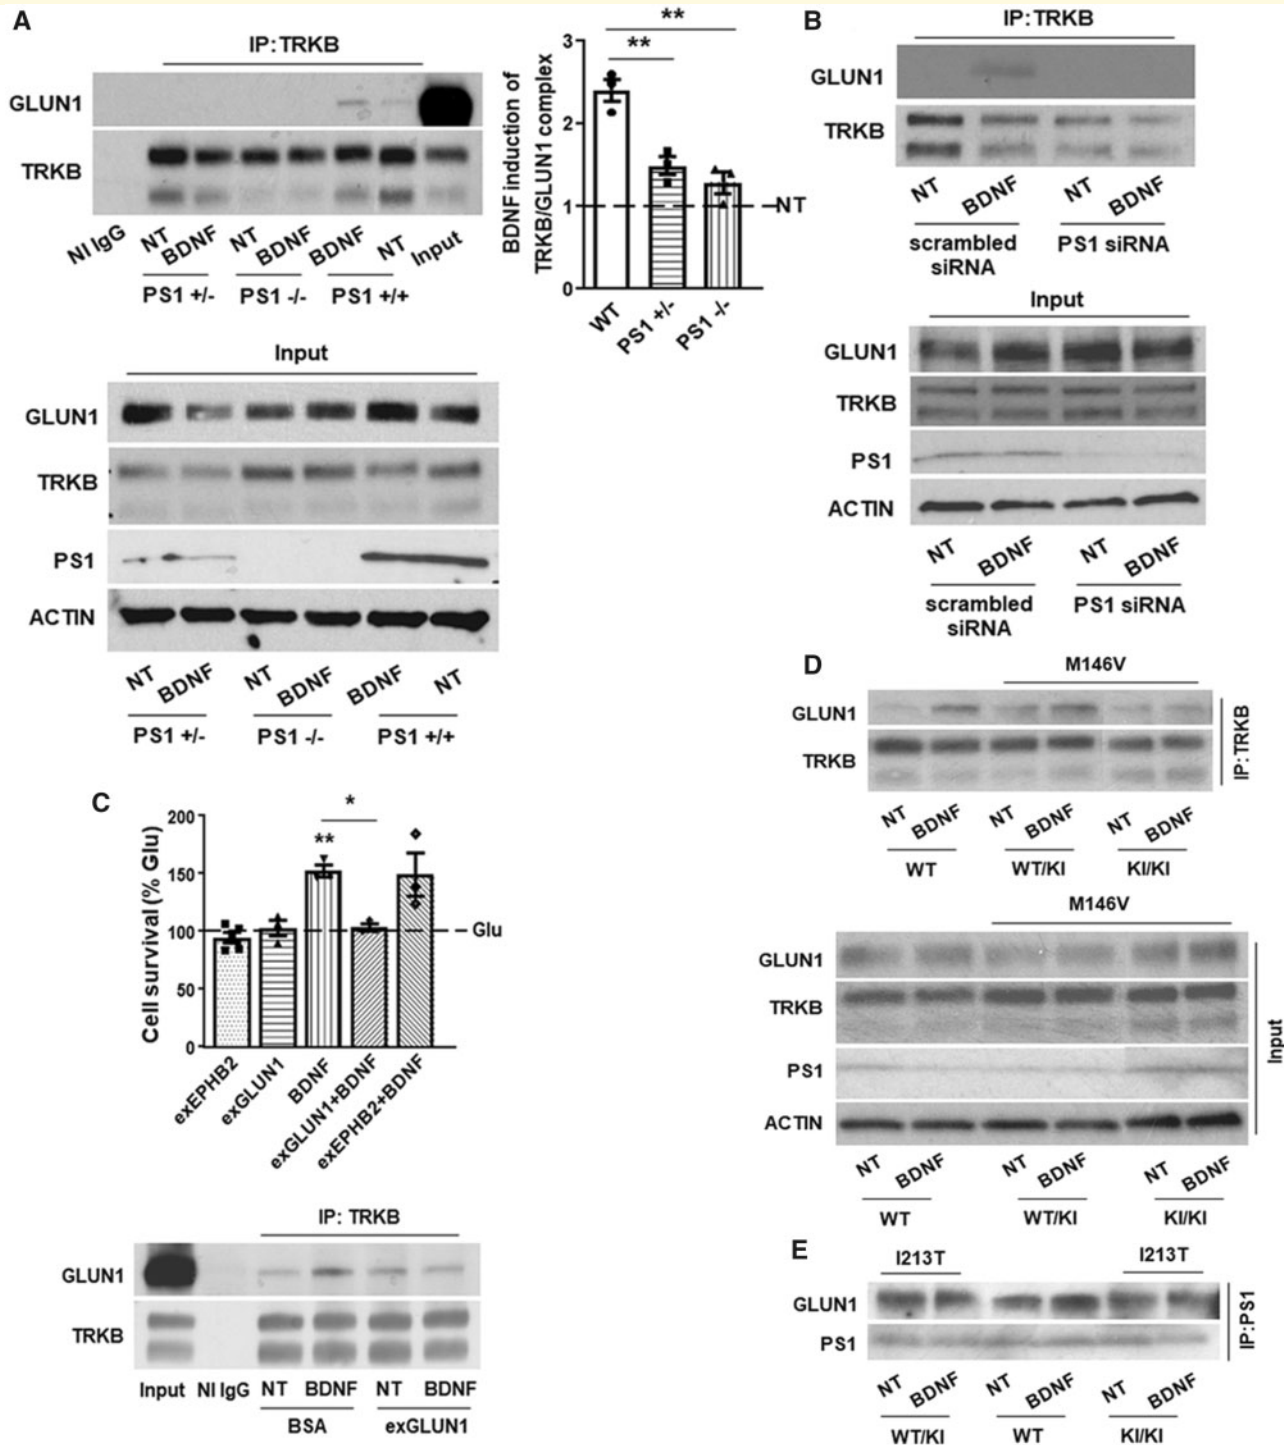 A
IP:TRKB
GLUN1
TRKB
NI IgG NT BDNF NT BDNF BDNF NT Input
PS1 +/- PS1 -/- PS1 +/+
** 
**
BDNF induction of
TRKB/GLUN1 complex
3
2
1
0
NT
WT PS1 +/- PS1 -/-
Input
GLUN1
TRKB
PS1
ACTIN
NT BDNF NT BDNF BDNF NT
PS1 +/- PS1 -/- PS1 +/+
B
IP:TRKB
GLUN1
TRKB
NT BDNF NT BDNF
scrambled PS1 siRNA
siRNA
Input
GLUN1
TRKB
PS1
ACTIN
NT BDNF NT BDNF
scrambled PS1 siRNA
siRNA
C
Cell survival (% Glu)
200
150
100
50
0
*
**
Glu
exEPHB2 exGLUN1 BDNF exGLUN1+BDNF exEPHB2+BDNF
IP: TRKB
GLUN1
TRKB
Input NI IgG NT BDNF NT BDNF
BSA exGLUN1
D
M146V
GLUN1
TRKB
IP:TRKB
NT BDNF NT BDNF NT BDNF
WT WT/KI KI/KI
M146V
GLUN1
TRKB
PS1
ACTIN
Input
NT BDNF NT BDNF NT BDNF
WT WT/KI KI/KI
E
I213T I213T
GLUN1
PS1
IP:PS1
NT BDNF NT BDNF NT BDNF
WT/KI WT KI/KI